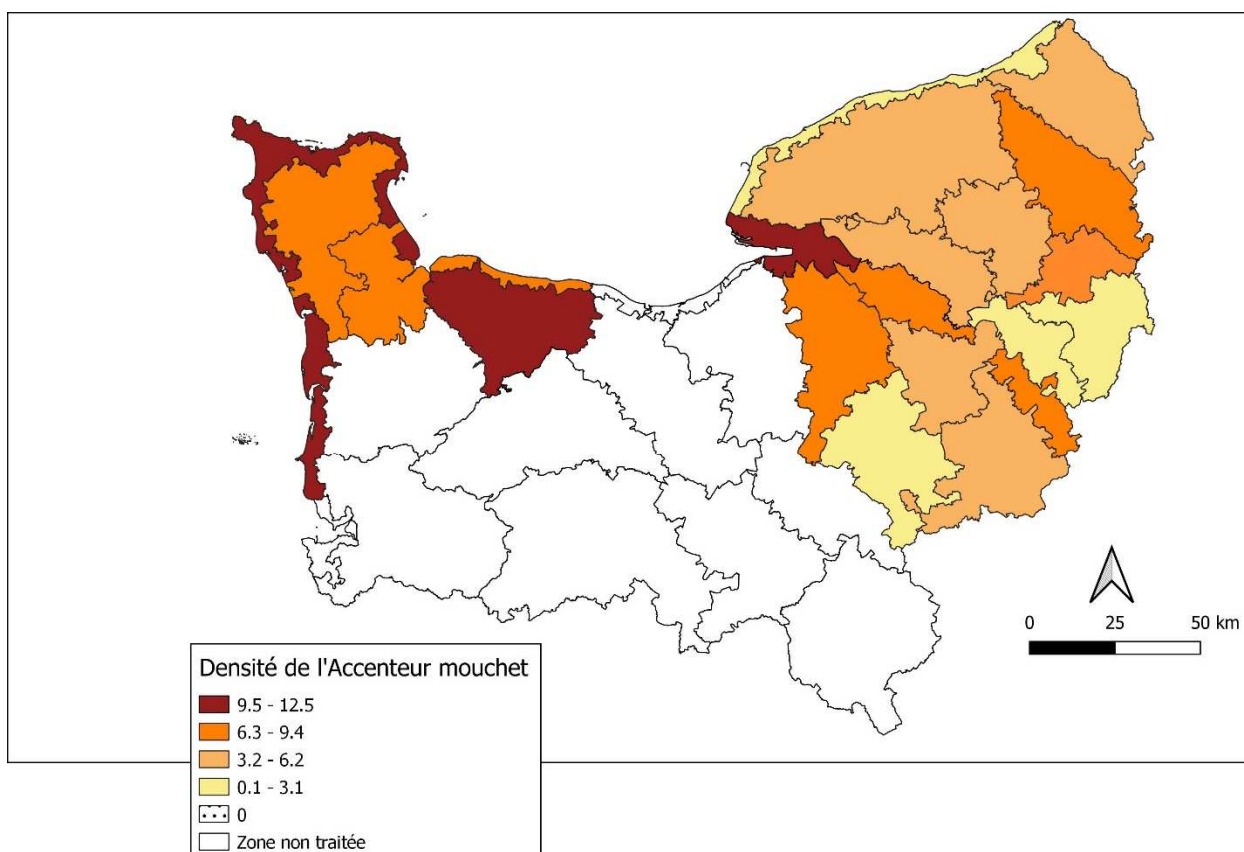 0 25 50 km
Densité de l'Accenteur mouchet
9.5 - 12.5
6.3 - 9.4
3.2 - 6.2
0.1 - 3.1
0
Zone non traitée